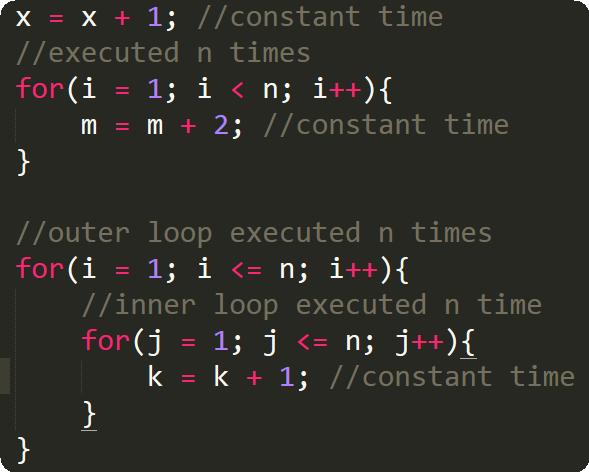 x = x + 1; //constant time
//executed n times
for(i = 1; i < n; i++){
    m = m + 2; //constant time
}

//outer loop executed n times
for(i = 1; i <= n; i++){
    //inner loop executed n time
    for(j = 1; j <= n; j++){
        k = k + 1; //constant time
    }
}